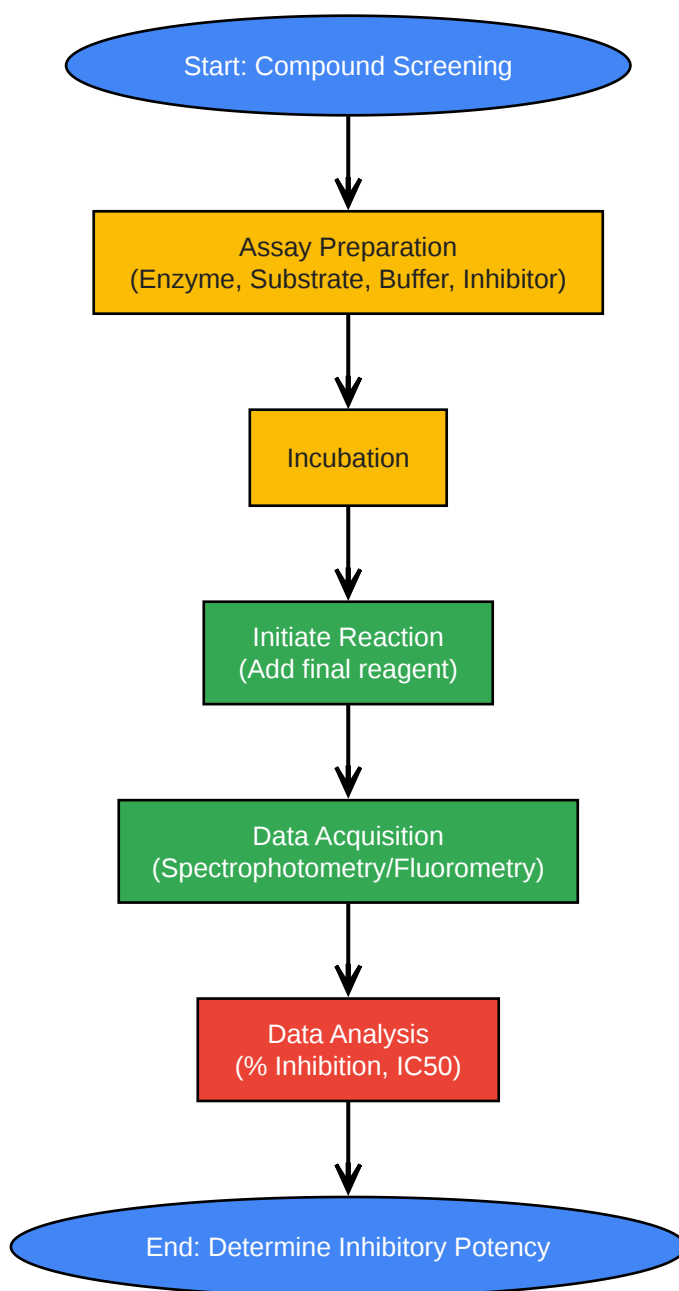 Start: Compound Screening
Assay Preparation
(Enzyme, Substrate, Buffer, Inhibitor)
Incubation
Initiate Reaction
(Add final reagent)
Data Acquisition
(Spectrophotometry/Fluorometry)
Data Analysis
(% Inhibition, IC50)
End: Determine Inhibitory Potency